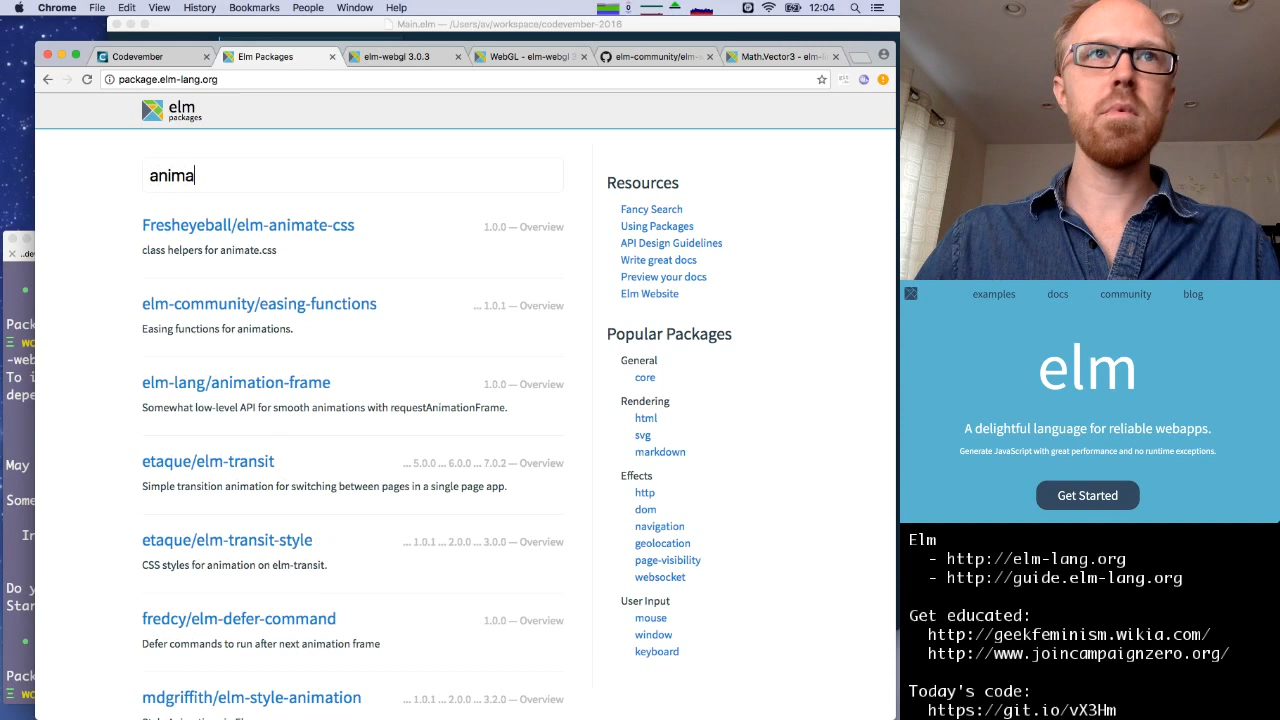 Chrome File Edit View History Bookmarks People Window Help
12:04
Main.elm — /Users/av/workspace/codevember-2016
Codevember
Elm Packages
elm-webgl 3.0.3
WebGL - elm-webgl 3
elm-community/elm-
Math.Vector3 - elm-
package.elm-lang.org
elm
packages
anima
Fresheyeball/elm-animate-css
1.0.0 — Overview
class helpers for animate.css
elm-community/easing-functions
... 1.0.1 — Overview
Easing functions for animations.
elm-lang/animation-frame
1.0.0 — Overview
Somewhat low-level API for smooth animations with requestAnimationFrame.
etaque/elm-transit
... 5.0.0 ... 6.0.0 ... 7.0.2 — Overview
Simple transition animation for switching between pages in a single page app.
etaque/elm-transit-style
... 1.0.1 ... 2.0.0 ... 3.0.0 — Overview
CSS styles for animation on elm-transit.
fredcy/elm-defer-command
1.0.0 — Overview
Defer commands to run after next animation frame
mdgriffith/elm-style-animation
... 1.0.1 ... 2.0.0 ... 3.2.0 — Overview
Resources
Fancy Search
Using Packages
API Design Guidelines
Write great docs
Preview your docs
Elm Website
Popular Packages
General
core
Rendering
html
svg
markdown
Effects
http
dom
navigation
geolocation
page-visibility
websocket
User Input
mouse
window
keyboard
examples docs community blog
elm
A delightful language for reliable webapps.
Generate JavaScript with great performance and no runtime exceptions.
Get Started
Elm
- http://elm-lang.org
- http://guide.elm-lang.org
Get educated:
http://geekfeminism.wikia.com/
http://www.joincampaignzero.org/
Today's code:
https://git.io/vX3Hm